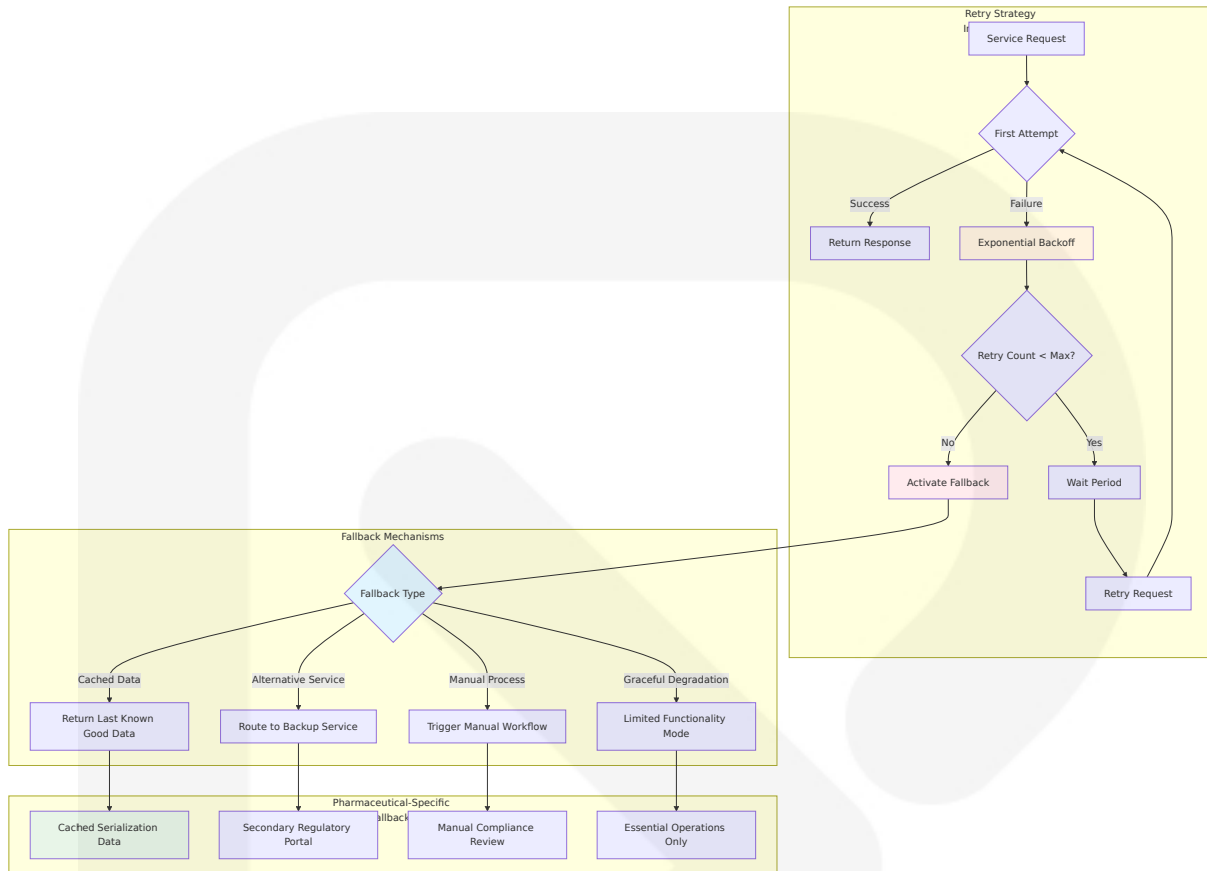 Retry Strategy
Service Request
First Attempt
Success
Failure
Return Response
Exponential Backoff
Retry Count < Max?
No
Yes
Activate Fallback
Wait Period
Retry Request
Fallback Mechanisms
Fallback Type
Cached Data
Alternative Service
Manual Process
Graceful Degradation
Return Last Known
Good Data
Route to Backup Service
Trigger Manual Workflow
Limited Functionality
Mode
Pharmaceutical-Specific
Cached Serialization
Data
Secondary Regulatory
Portal
Manual Compliance
Review
Essential Operations
Only